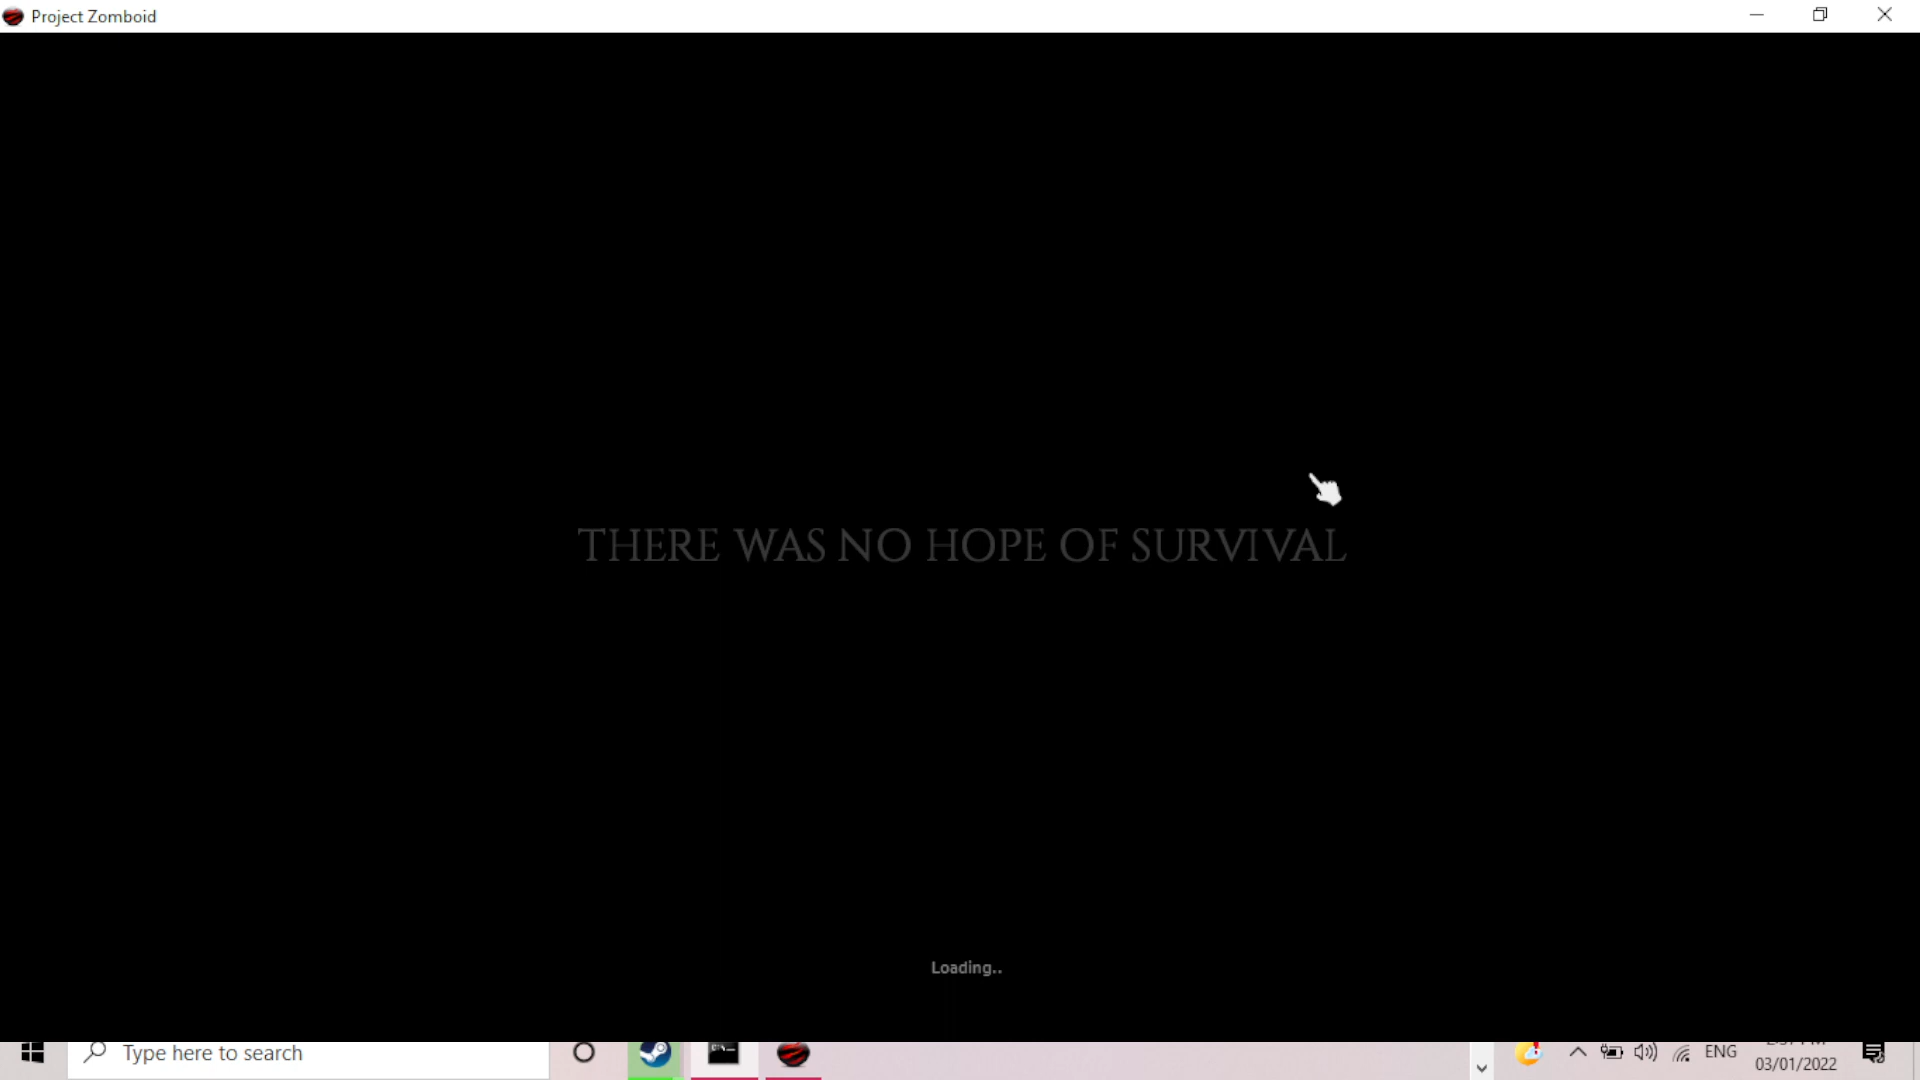 Project Zomboid
THERE WAS NO HOPE OF SURVIVAL
Loading..
Type here to search
ENG
03/01/2022